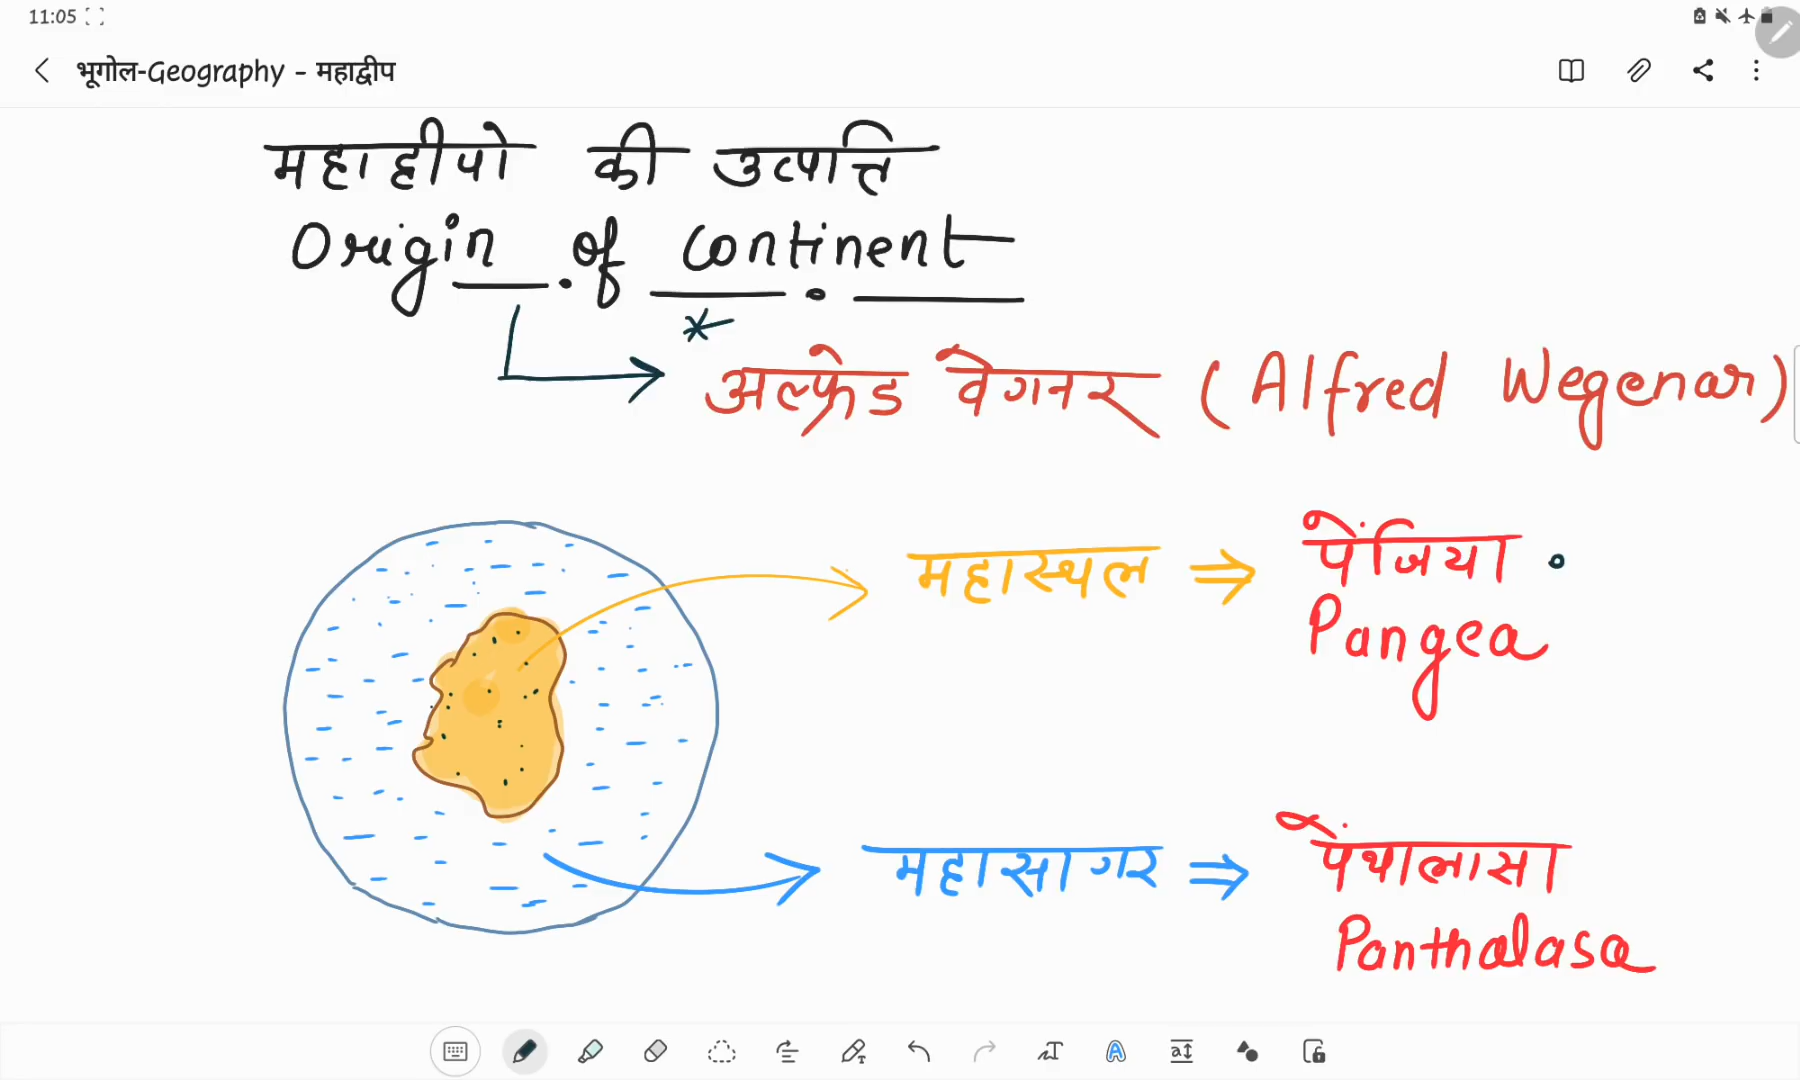 11:05
भूगोल-Geography - महाद्वीप
महाद्वीपो की उत्पत्ति
Origin of continent
*
अल्फ्रेड वेगनर (Alfred Wegenar)
महास्थल ⇒ पेंजिया
Pangea
महासागर ⇒ पेंथालासा
Panthalasa